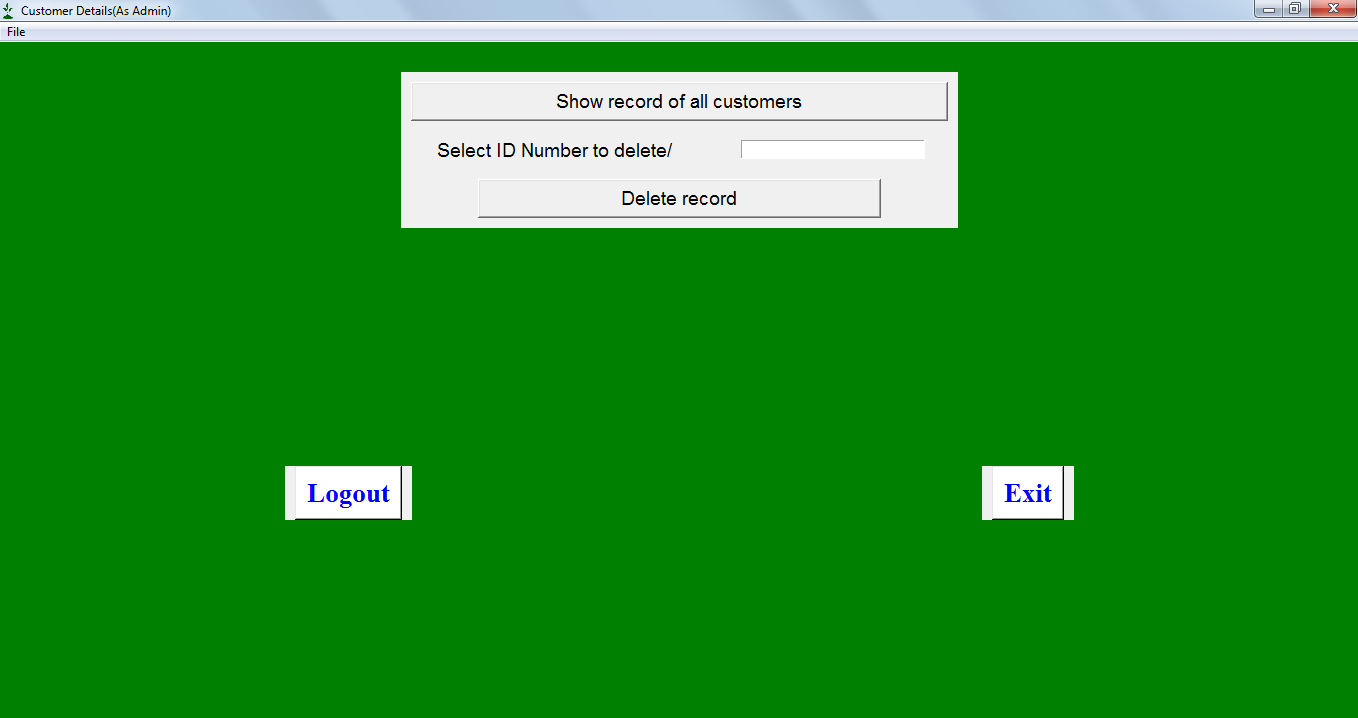 Customer Details(As Admin)
File
Show record of all customers
Select ID Number to delete/
Delete record
Logout
Exit